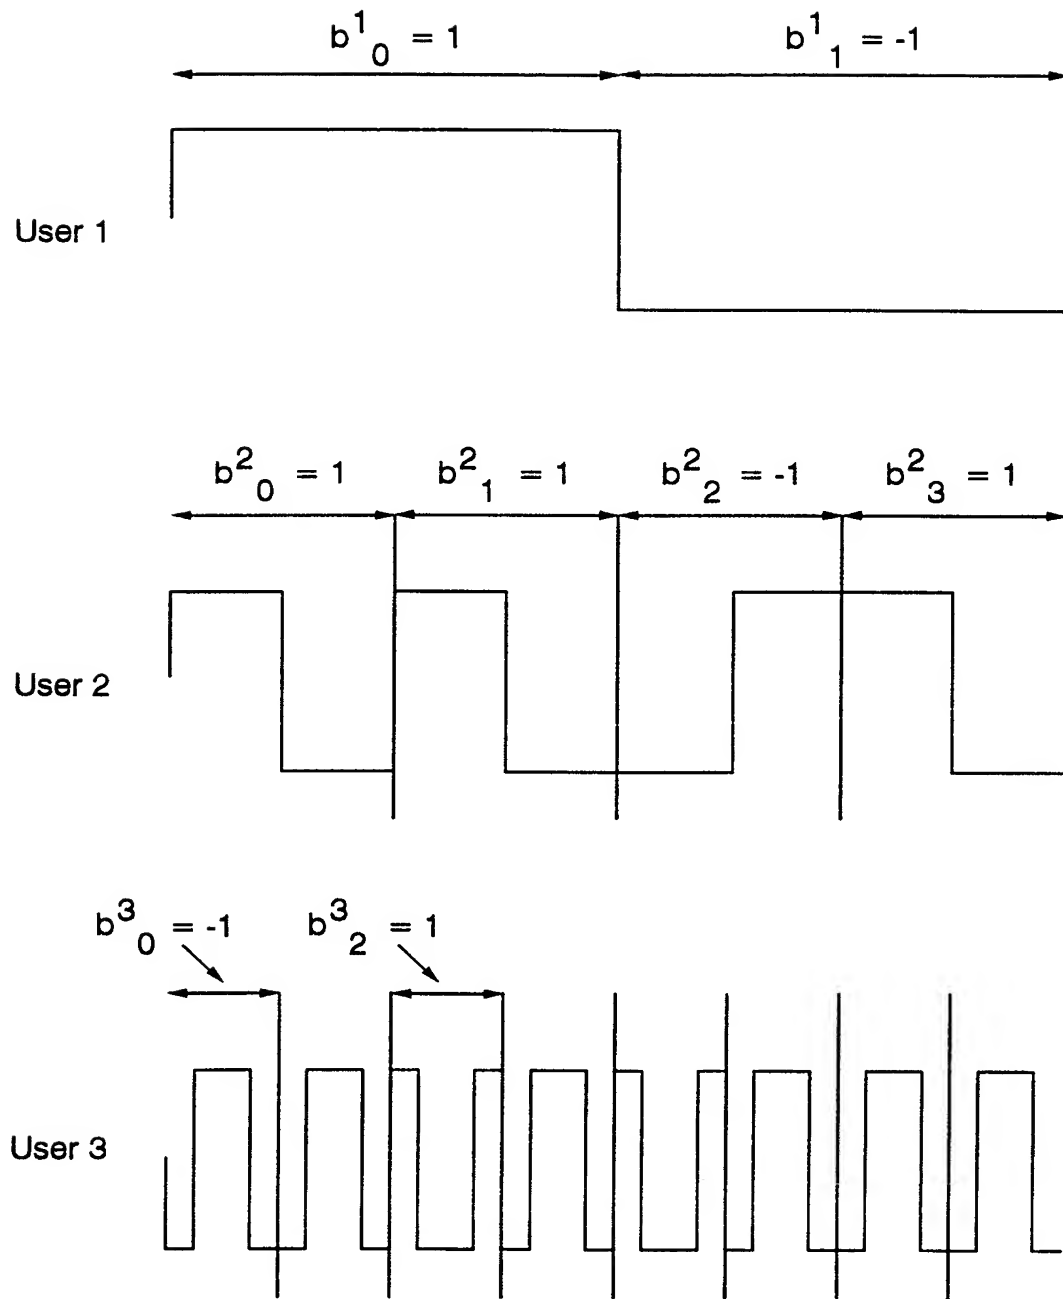 b¹₀ = 1
b¹₁ = -1
User 1
b²₀ = 1
b²₁ = 1
b²₂ = -1
b²₃ = 1
User 2
b³₀ = -1
b³₂ = 1
User 3